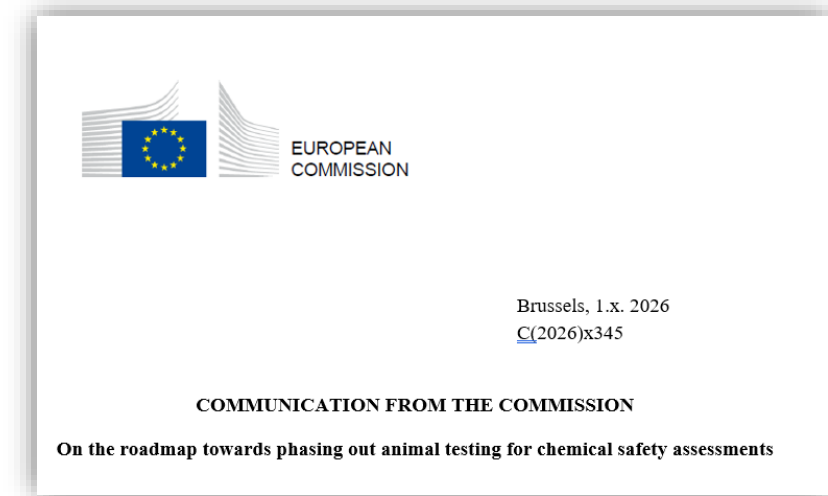 EUROPEAN
COMMISSION
Brussels, 1.x. 2026
C(2026)x345
COMMUNICATION FROM THE COMMISSION
On the roadmap towards phasing out animal testing for chemical safety assessments